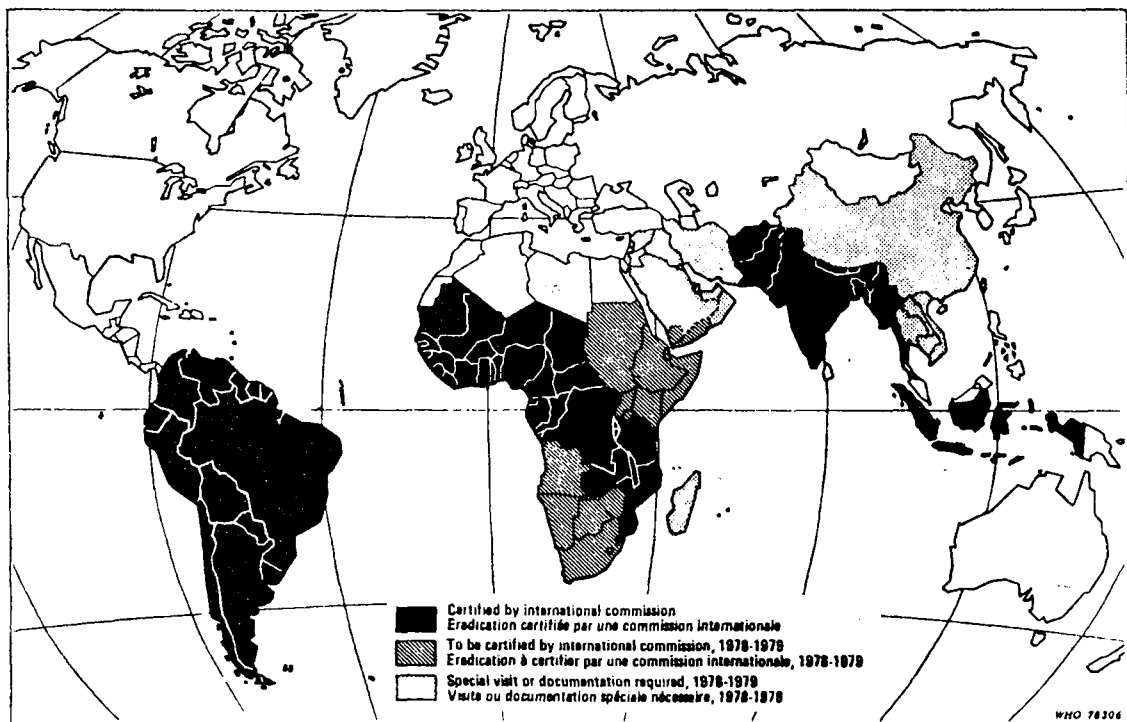 Certified by international commission
Eradication certifiée par une commission internationale
To be certified by international commission, 1978-1979
Eradication à certifier par une commission internationale, 1978-1979
Special visit or documentation required, 1978-1979
Visite ou documentation spéciale nécessaire, 1978-1979
WHO 78306